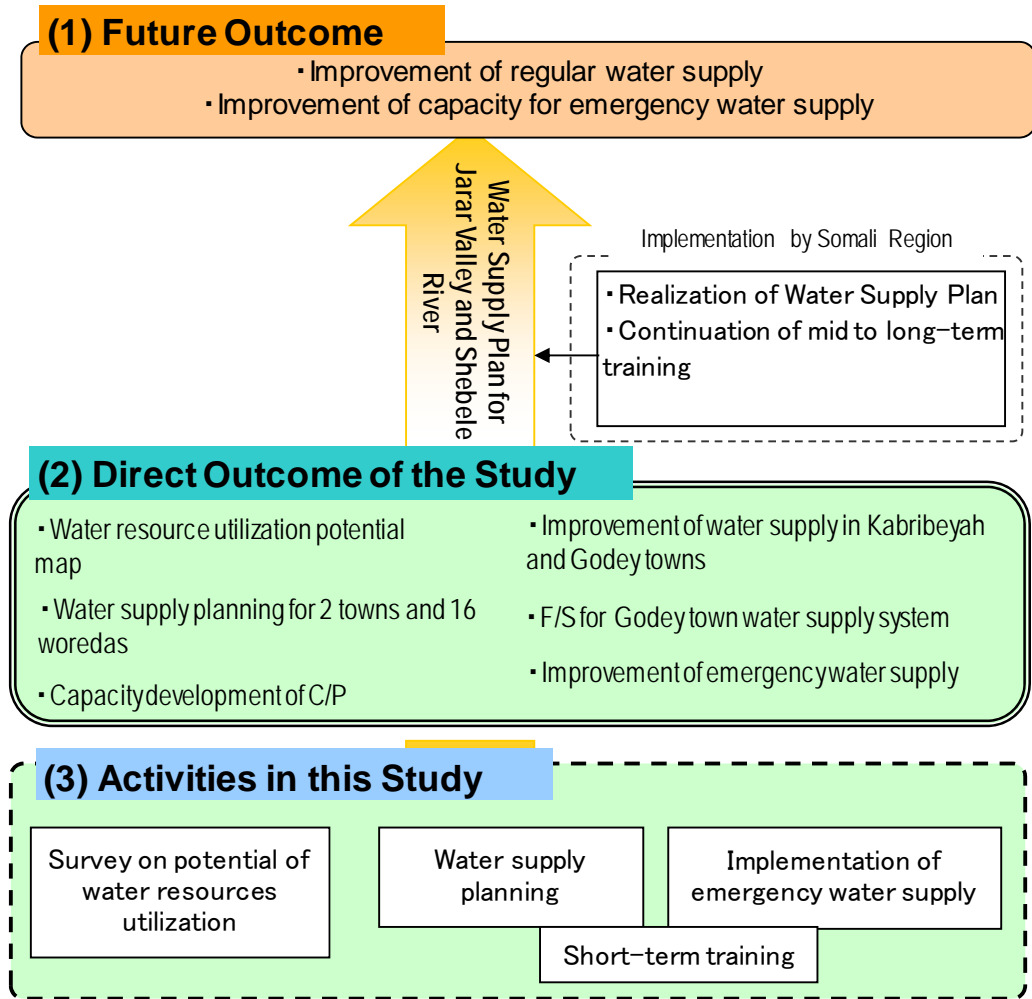 (1) Future Outcome
・Improvement of regular water supply
・Improvement of capacity for emergency water supply
Water Supply Plan for
Jarar Valley and Shebele
River
Implementation by Somali Region
・Realization of Water Supply Plan
・Continuation of mid to long-term
training
(2) Direct Outcome of the Study
・Water resource utilization potential
map
・Water supply planning for 2 towns and 16
woredas
・Capacity development of C/P
・Improvement of water supply in Kabribeyah
and Godey towns
・F/S for Godey town water supply system
・Improvement of emergency water supply
(3) Activities in this Study
Survey on potential of
water resources
utilization
Water supply
planning
Implementation of
emergency water supply
Short-term training